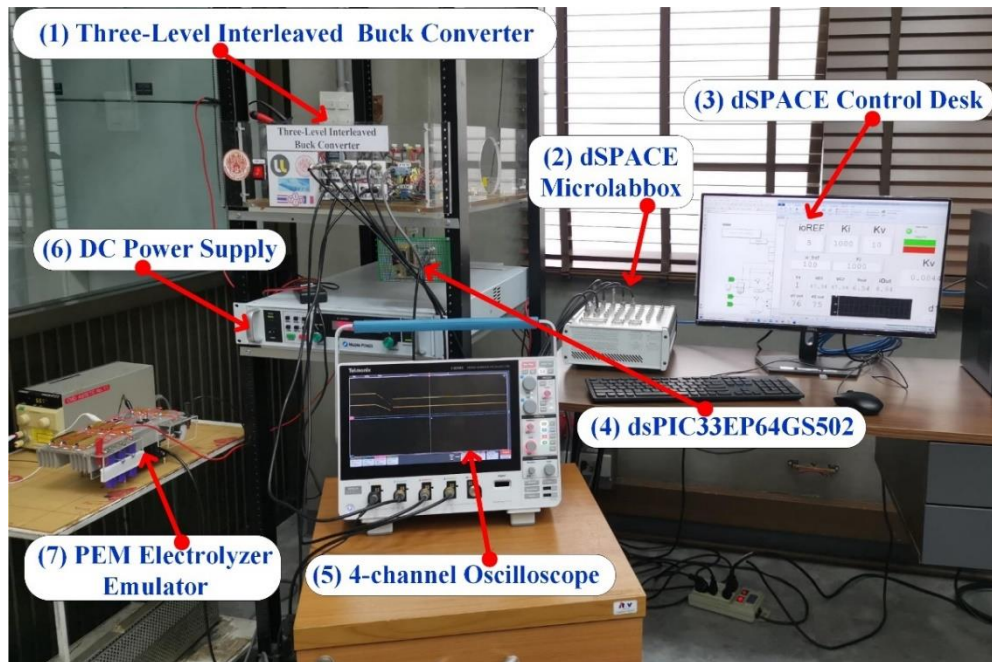 (1) Three-Level Interleaved Buck Converter
(3) dSPACE Control Desk
Three-Level Interleaved
Buck Converter
(2) dSPACE
Microlabbox
ioREF Ki Kv
1000 10
Kv
(6) DC Power Supply
Tektronix
(4) dsPIC33EP64GS502
(7) PEM Electrolyzer
Emulator
(5) 4-channel Oscilloscope